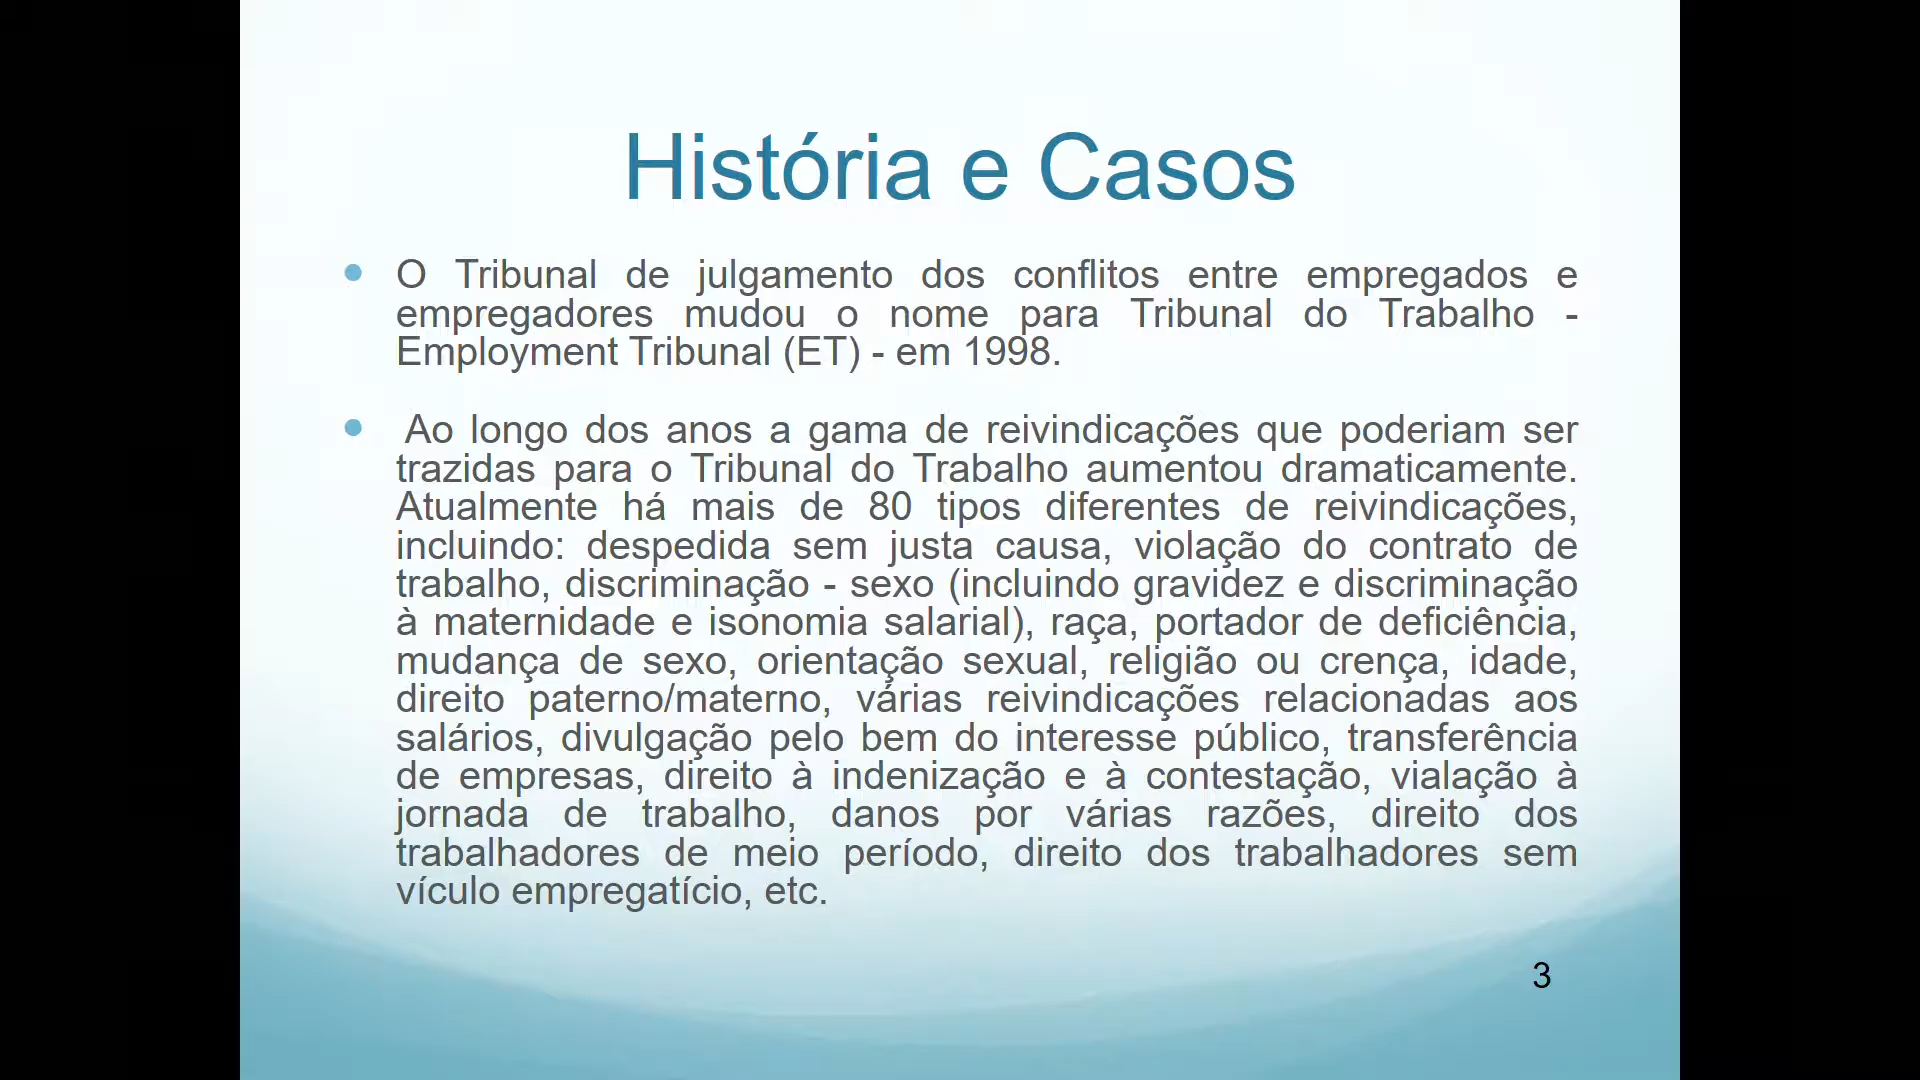 História e Casos
O Tribunal de julgamento dos conflitos entre empregados e
empregadores mudou o nome para Tribunal do Trabalho -
Employment Tribunal (ET) - em 1998.
Ao longo dos anos a gama de reivindicações que poderiam ser
trazidas para o Tribunal do Trabalho aumentou dramaticamente.
Atualmente há mais de 80 tipos diferentes de reivindicações,
incluindo: despedida sem justa causa, violação do contrato de
trabalho, discriminação - sexo (incluindo gravidez e discriminação
à maternidade e isonomia salarial), raça, portador de deficiência,
mudança de sexo, orientação sexual, religião ou crença, idade,
direito paterno/materno, várias reivindicações relacionadas aos
salários, divulgação pelo bem do interesse público, transferência
de empresas, direito à indenização e à contestação, vialação à
jornada de trabalho, danos por várias razões, direito dos
trabalhadores de meio período, direito dos trabalhadores sem
vículo empregatício, etc.
3